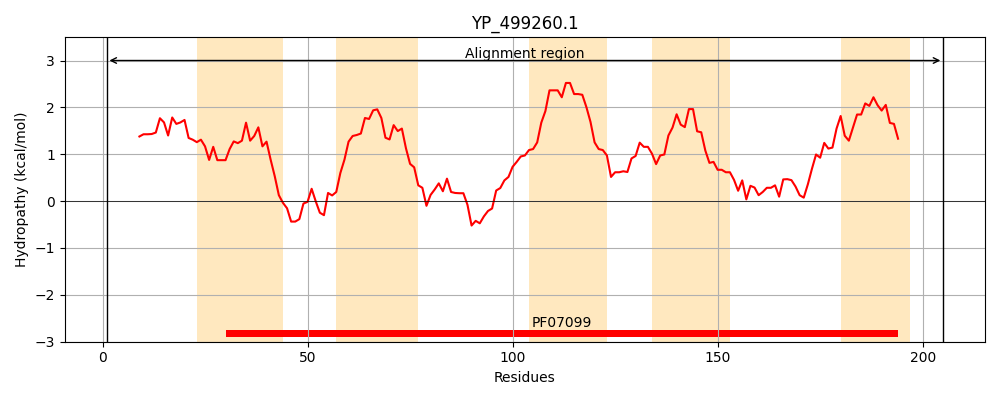 YP_499260.1
Alignment region
3
2
1
0
−1
−2
−3
Hydropathy (kcal/mol)
PF07099
0
50
100
150
200
Residues